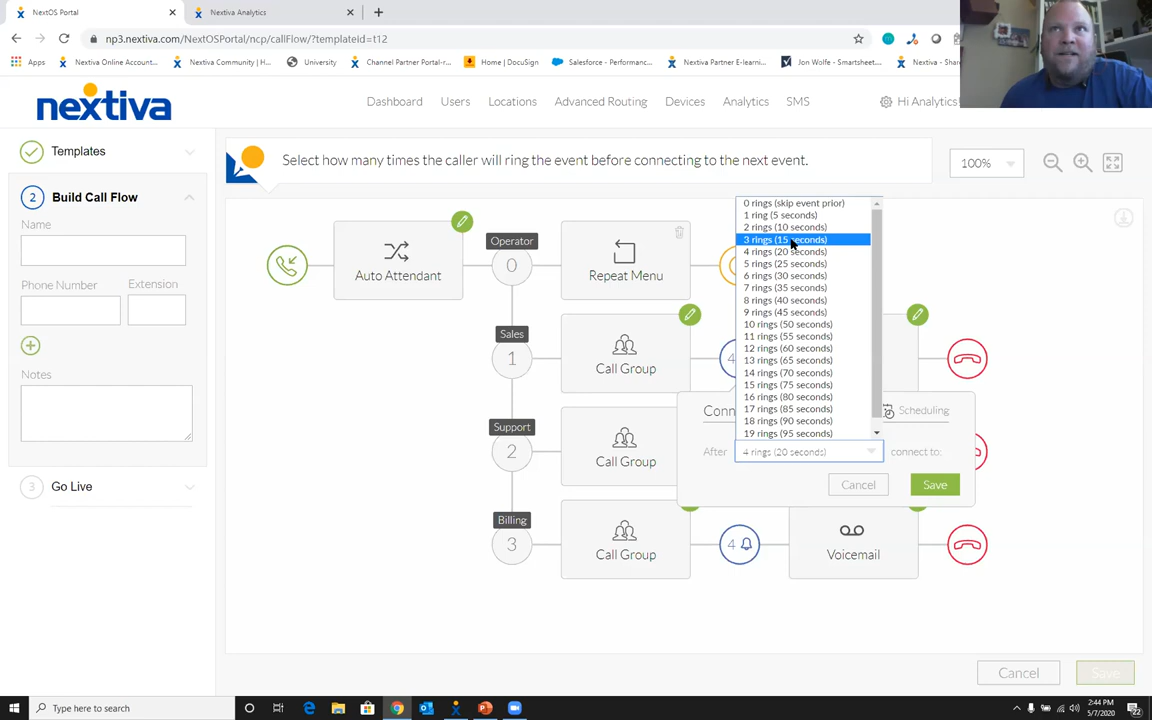 NextOS Portal
Nextiva Analytics
np3.nextiva.com/NextOSPortal/ncp/callFlow/?templateid=t12
Apps
Nextiva Online Account...
Nextiva Community | H...
University
Channel Partner Portal-r...
Home | DocuSign
Salesforce - Performanc...
Nextiva Partner E-learni...
Jon Wolfe - Smartsheet...
Nextiva - Shar
nextiva
Dashboard
Users
Locations
Advanced Routing
Devices
Analytics
SMS
Hi Analytics
Templates
2
Build Call Flow
Name
Phone Number
Extension
Notes
3
Go Live
Select how many times the caller will ring the event before connecting to the next event.
100%
Auto Attendant
Operator
0
Repeat Menu
Sales
1
Call Group
4
Support
2
Call Group
Billing
3
Call Group
4
Voicemail
0 rings (skip event prior)
1 ring (5 seconds)
2 rings (10 seconds)
3 rings (15 seconds)
4 rings (20 seconds)
5 rings (25 seconds)
6 rings (30 seconds)
7 rings (35 seconds)
8 rings (40 seconds)
9 rings (45 seconds)
10 rings (50 seconds)
11 rings (55 seconds)
12 rings (60 seconds)
13 rings (65 seconds)
14 rings (70 seconds)
15 rings (75 seconds)
16 rings (80 seconds)
17 rings (85 seconds)
18 rings (90 seconds)
19 rings (95 seconds)
Conn
Scheduling
After
4 rings (20 seconds)
connect to:
Cancel
Save
Cancel
Save
Type here to search
2:44 PM
5/7/2020
22